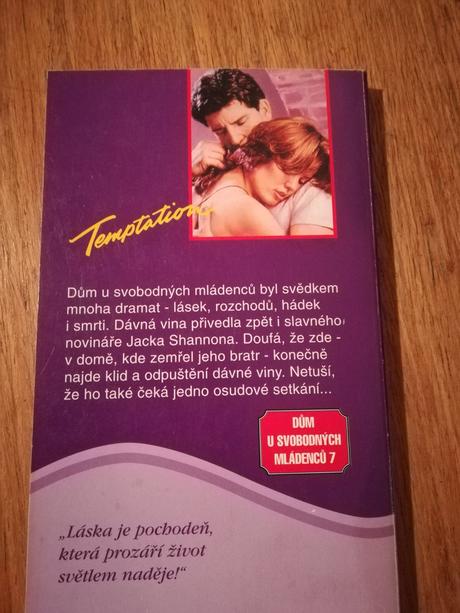 Temptation
Dům u svobodných mládenců byl svědkem
mnoha dramat - lásek, rozchodů, hádek
i smrti. Dávná vina přivedla zpět i slavného
novináře Jacka Shannona. Doufá, že zde -
v domě, kde zemřel jeho bratr - konečně
najde klid a odpuštění dávné viny. Netuší,
že ho také čeká jedno osudové setkání...
DŮM
U SVOBODNÝCH
MLÁDENCŮ 7
„Láska je pochodeň,
která prozáří život
světlem naděje!“